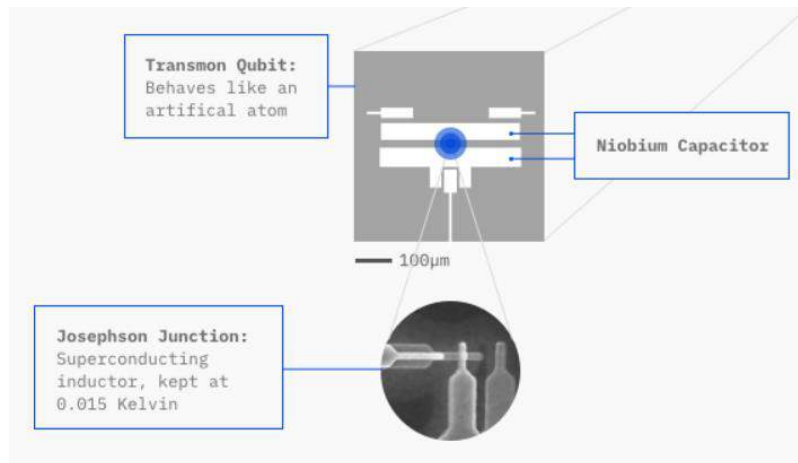 Transmon Qubit:
Behaves like an
artifical atom
Niobium Capacitor
100μm
Josephson Junction:
Superconducting
inductor, kept at
0.015 Kelvin